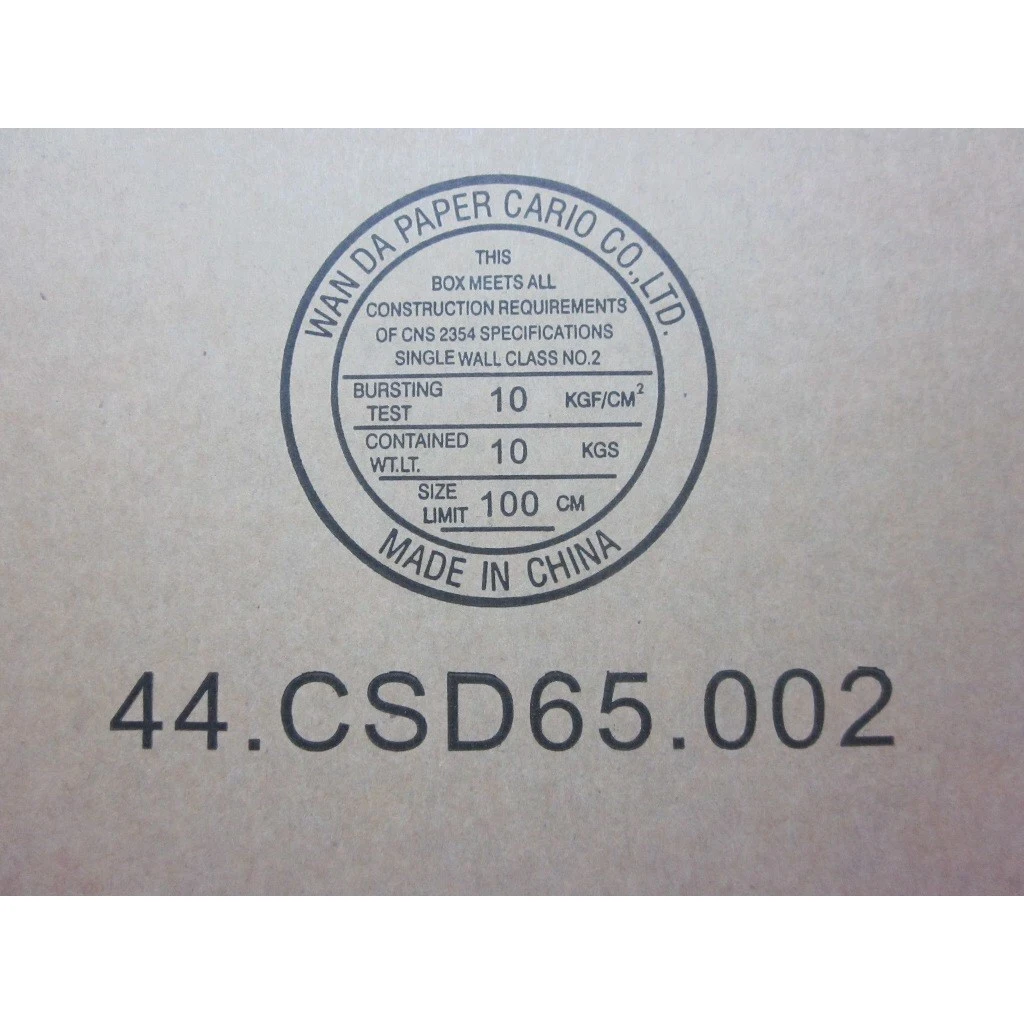 WAN DA PAPER CARIO CO.,LTD.
THIS
BOX MEETS ALL
CONSTRUCTION REQUIREMENTS
OF CNS 2354 SPECIFICATIONS
SINGLE WALL CLASS NO.2
BURSTING TEST 10 KGF/CM²
CONTAINED WT.LT. 10 KGS
SIZE LIMIT 100 CM
MADE IN CHINA
44.CSD65.002